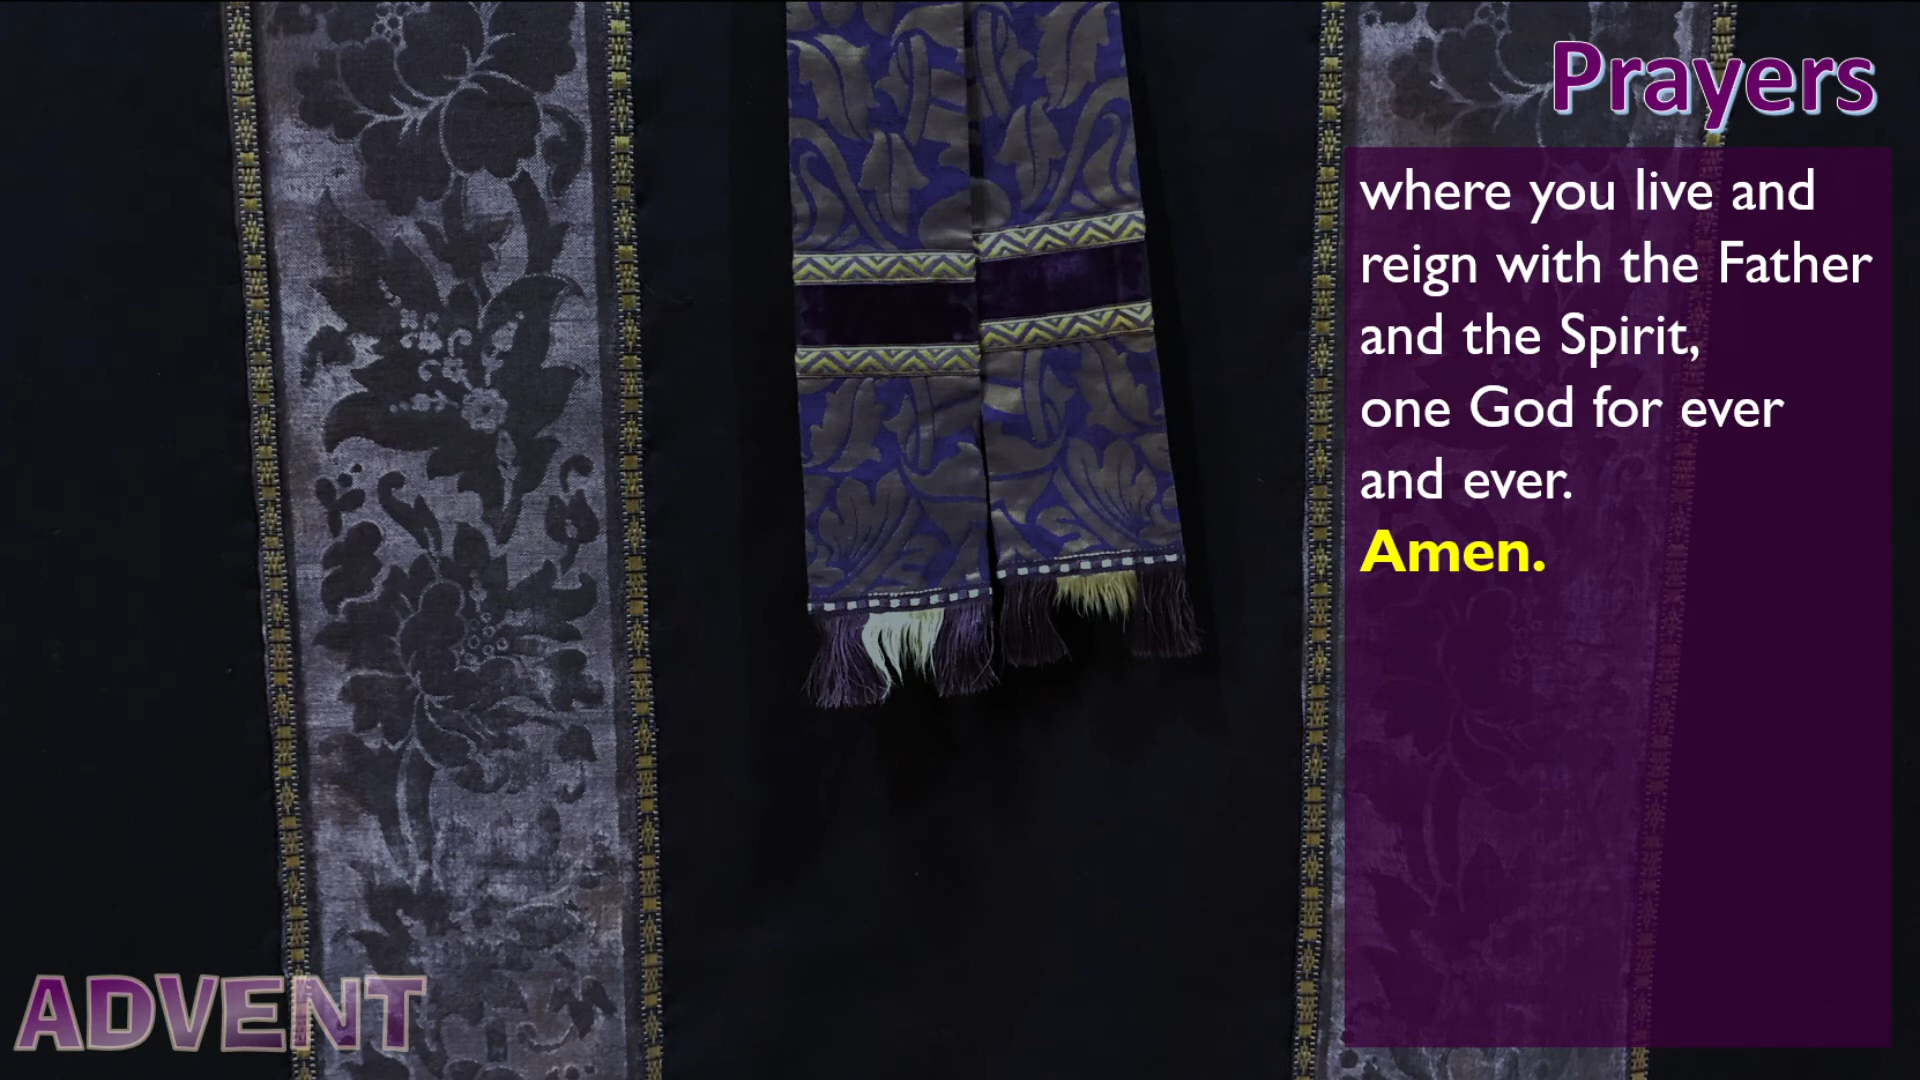 Prayers
where you live and
reign with the Father
and the Spirit,
one God for ever
and ever.
Amen.
ADVENT